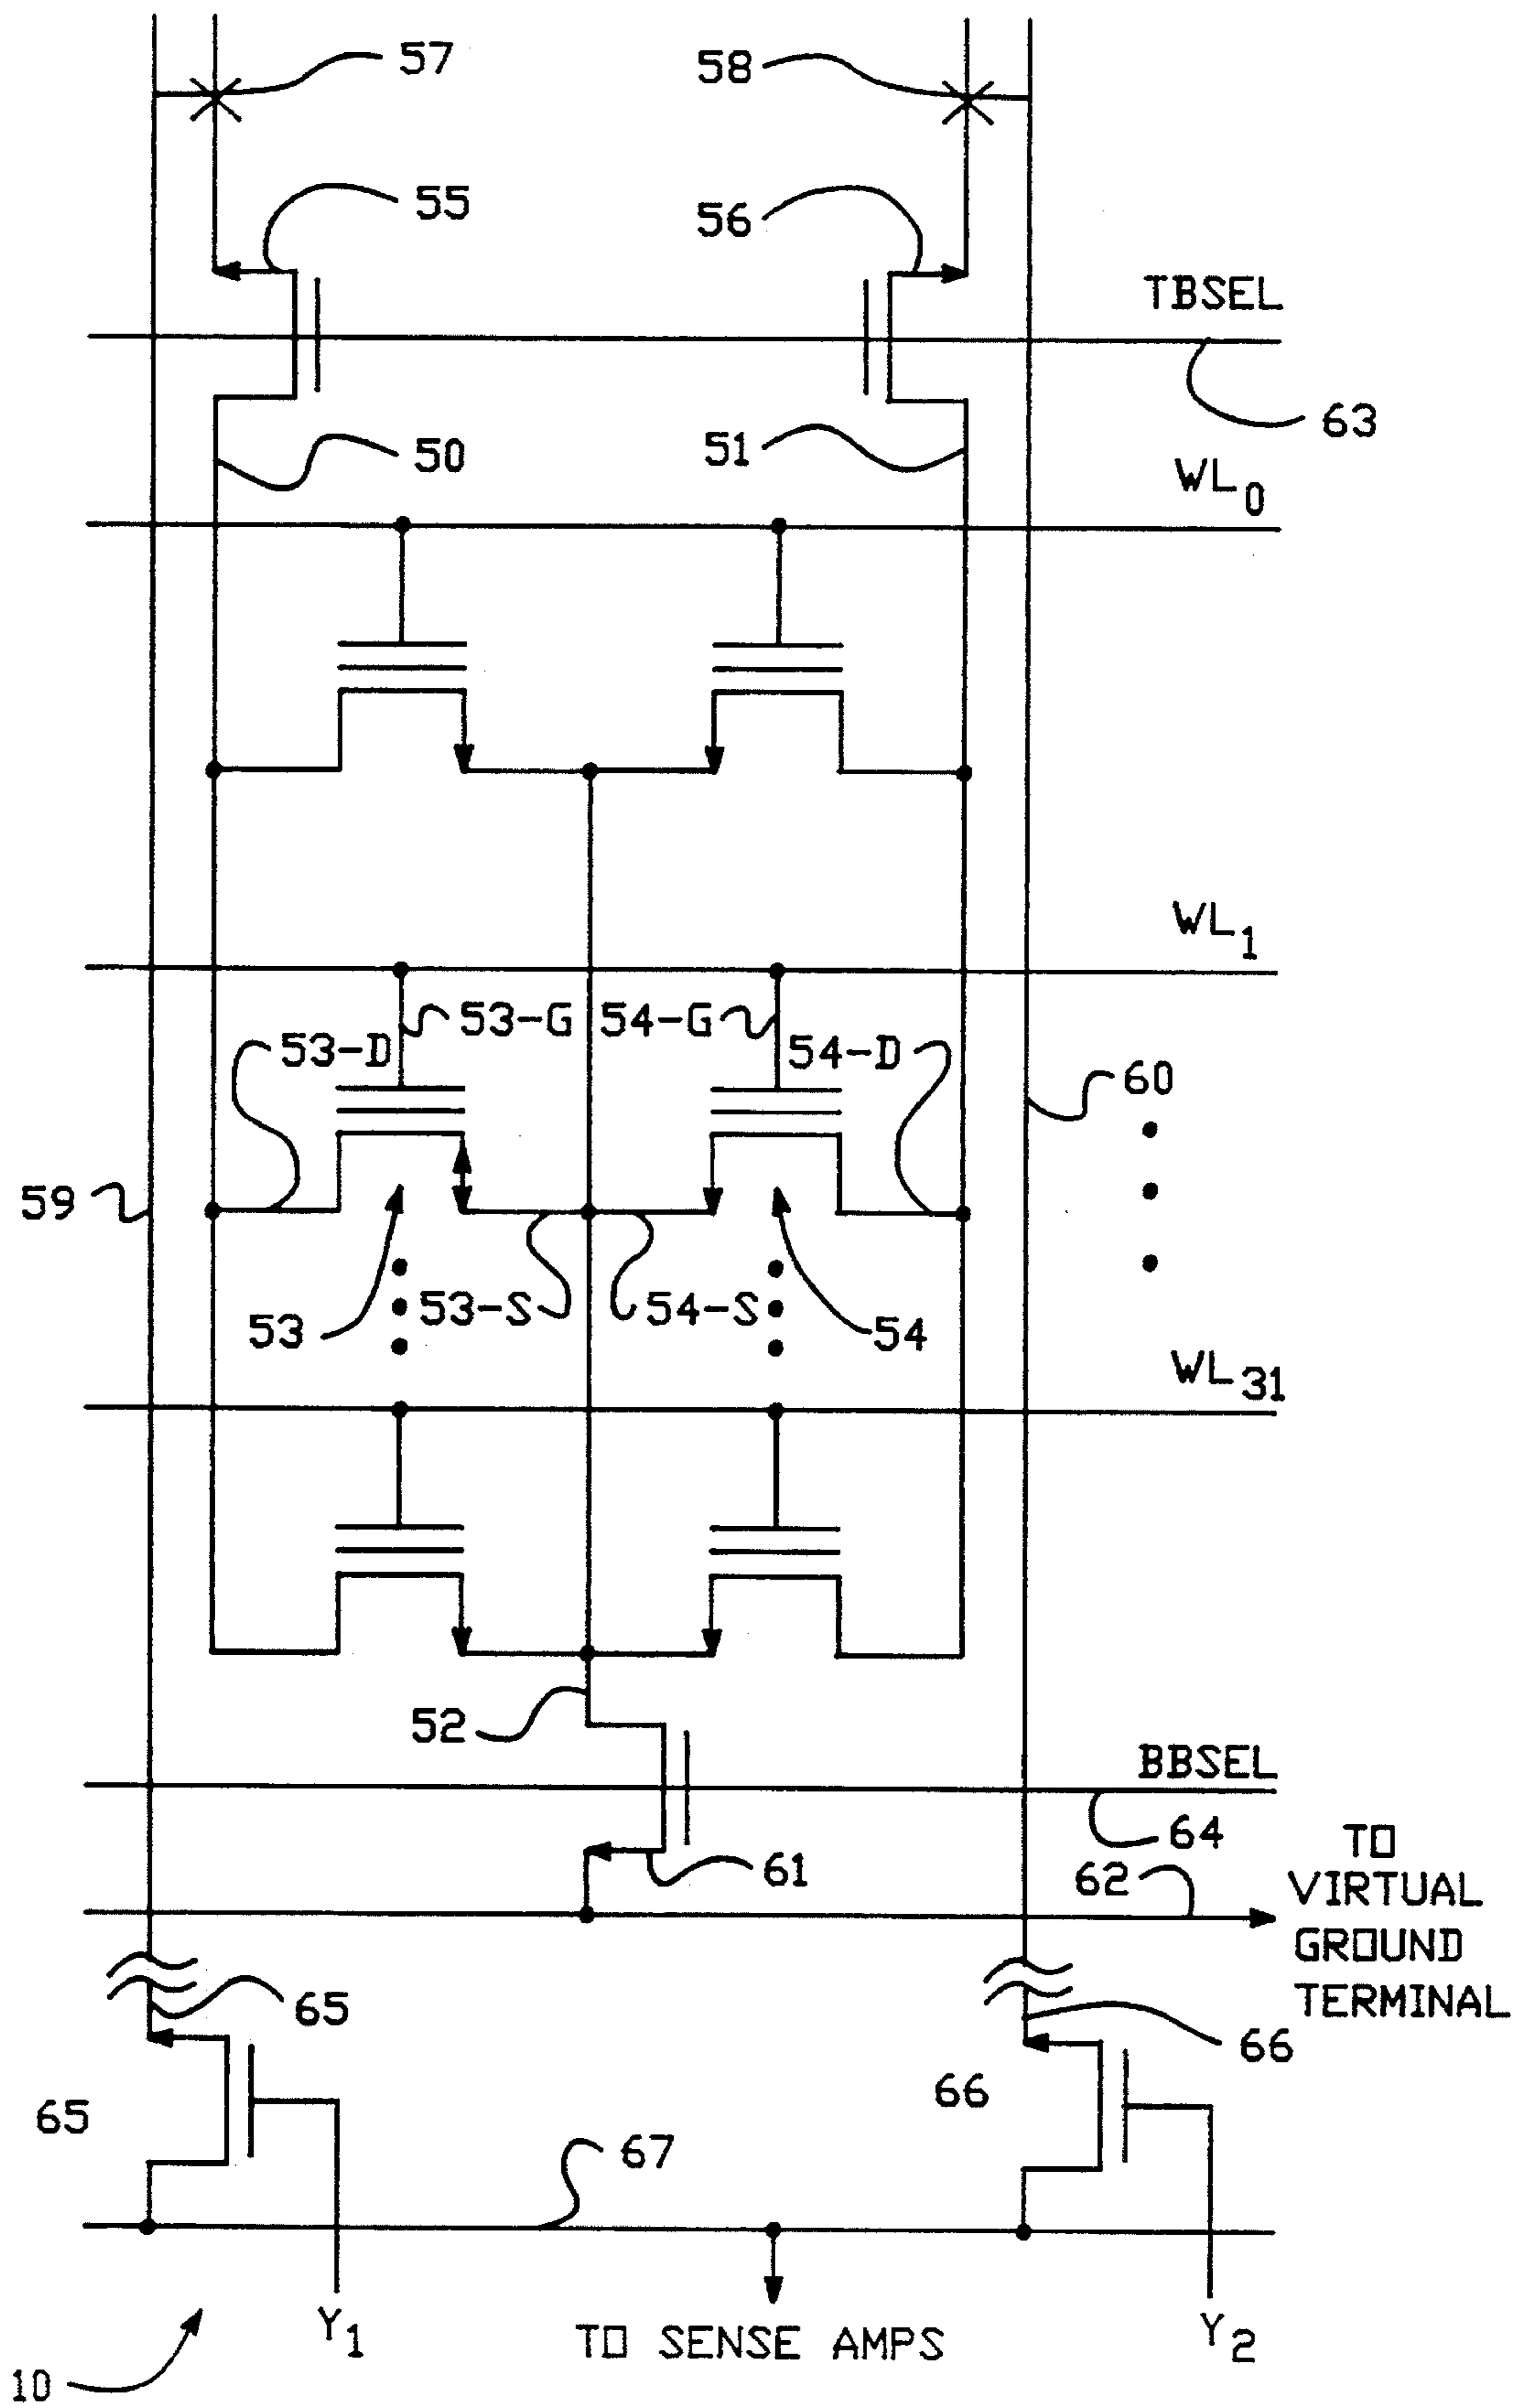 57
58
55
56
TBSEL
63
50
51
WL0
WL1
53-G
54-G
53-D
54-D
60
59
53
53-S
54-S
54
WL31
52
BBSEL
64
61
62
TO
VIRTUAL
GROUND
TERMINAL
65
66
65
66
67
Y1
TO SENSE AMPS
Y2
10